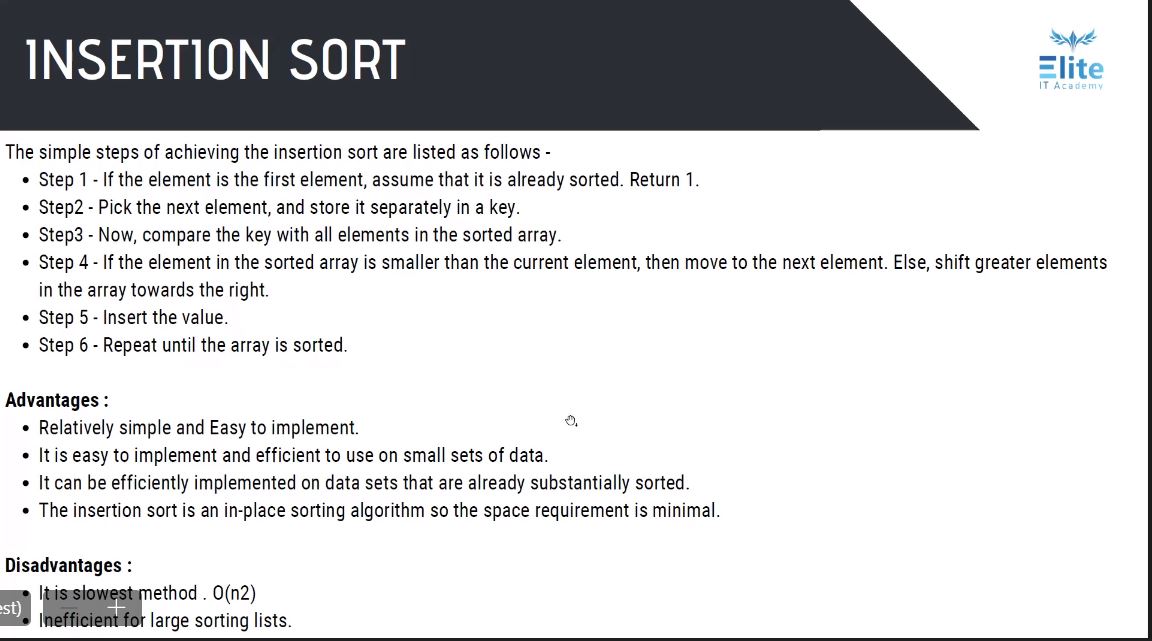 INSERTION SORT
Elite
IT Academy
The simple steps of achieving the insertion sort are listed as follows -
• Step 1 - If the element is the first element, assume that it is already sorted. Return 1.
• Step2 - Pick the next element, and store it separately in a key.
• Step3 - Now, compare the key with all elements in the sorted array.
• Step 4 - If the element in the sorted array is smaller than the current element, then move to the next element. Else, shift greater elements
in the array towards the right.
• Step 5 - Insert the value.
• Step 6 - Repeat until the array is sorted.
Advantages :
• Relatively simple and Easy to implement.
• It is easy to implement and efficient to use on small sets of data.
• It can be efficiently implemented on data sets that are already substantially sorted.
• The insertion sort is an in-place sorting algorithm so the space requirement is minimal.
Disadvantages :
• It is slowest method . O(n2)
est)
• Inefficient for large sorting lists.